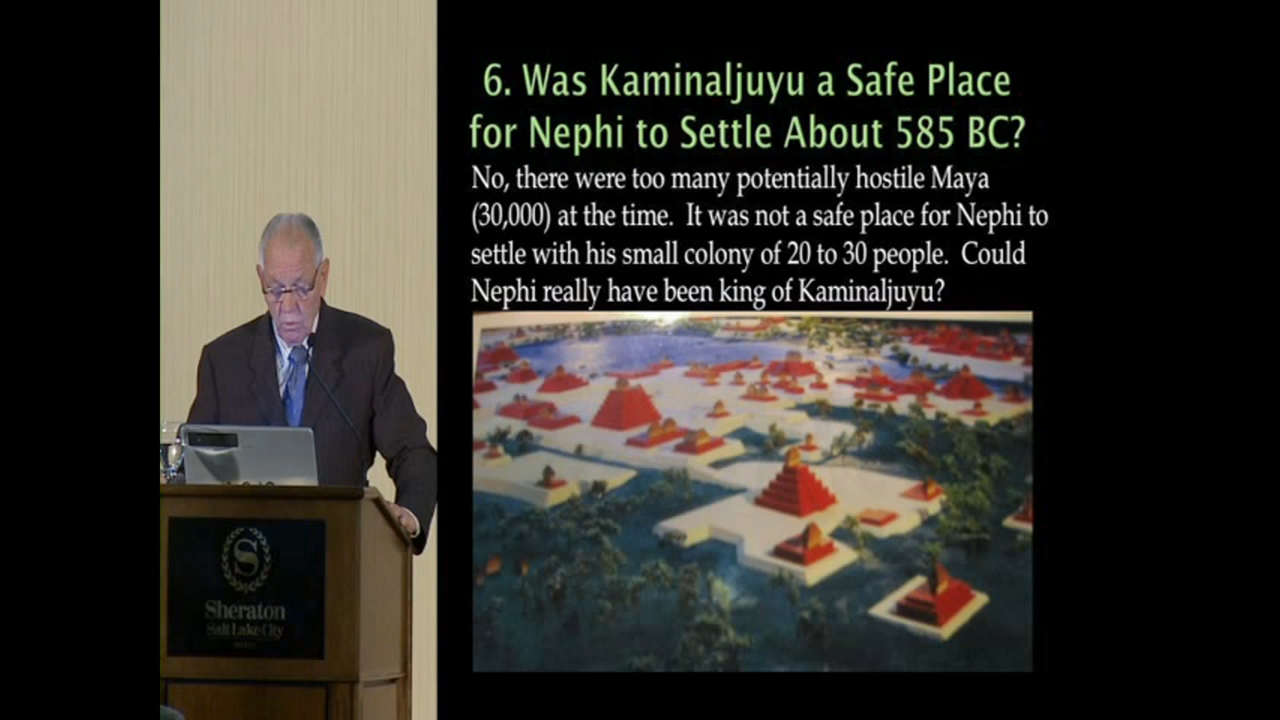 6. Was Kaminaljuyu a Safe Place
for Nephi to Settle About 585 BC?
No, there were too many potentially hostile Maya
(30,000) at the time.  It was not a safe place for Nephi to
settle with his small colony of 20 to 30 people.  Could
Nephi really have been king of Kaminaljuyu?
S
Sheraton
Salt Lake City